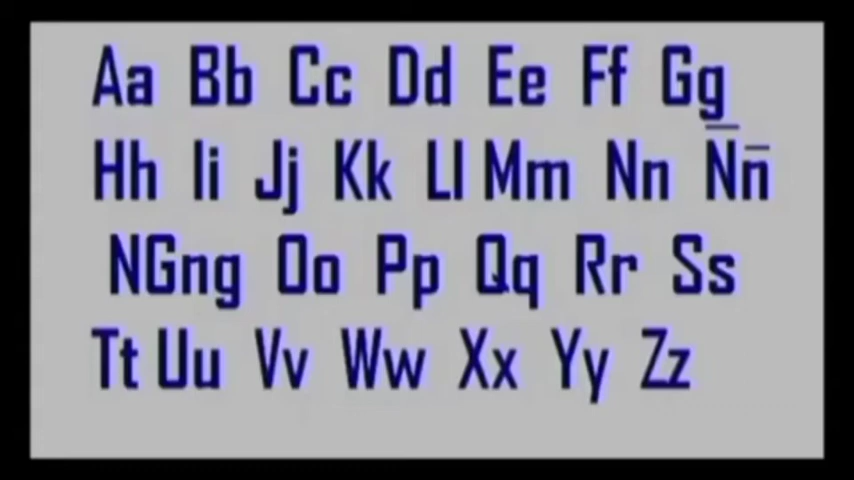 Aa Bb Cc Dd Ee Ff Gg
Hh Ii Jj Kk Ll Mm Nn Ññ
NGng Oo Pp Qq Rr Ss
Tt Uu Vv Ww Xx Yy Zz